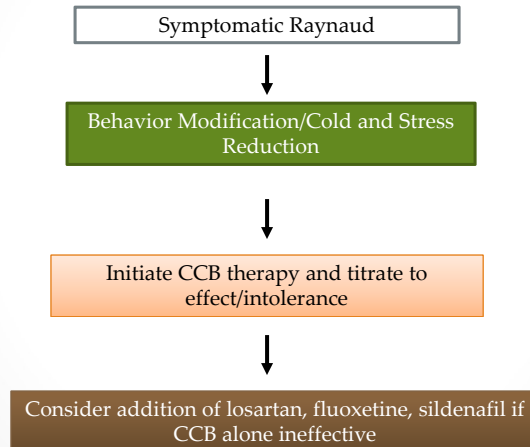 Symptomatic Raynaud
Behavior Modification/Cold and Stress
Reduction
Initiate CCB therapy and titrate to
effect/intolerance
Consider addition of losartan, fluoxetine, sildenafil if
CCB alone ineffective